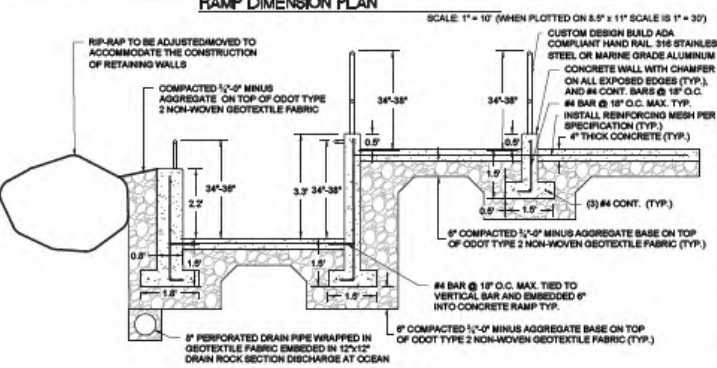 RAMP DIMENSION PLAN
SCALE: 1" = 10' (WHEN PLOTTED ON 8.5" x 11" SCALE IS 1" = 30')
RIP-RAP TO BE ADJUSTED/MOVED TO
ACCOMMODATE THE CONSTRUCTION
OF RETAINING WALLS
COMPACTED ¾"-0" MINUS
AGGREGATE ON TOP OF ODOT TYPE
2 NON-WOVEN GEOTEXTILE FABRIC
CUSTOM DESIGN BUILD ADA
COMPLIANT HAND RAIL. 316 STAINLES
STEEL OR MARINE GRADE ALUMINUM
CONCRETE WALL WITH CHAMFER
ON ALL EXPOSED EDGES (TYP.),
AND #4 CONT. BARS @ 18" O.C.
#4 BAR @ 18" O.C. MAX. TYP.
INSTALL REINFORCING MESH PER
SPECIFICATION (TYP.)
4" THICK CONCRETE (TYP.)
34"-38"
34"-38"
0.5'
0.5'
34"-38"
3.3'
34"-38"
2.2'
1.5'
1.5'
0.5'
1.5'
(3) #4 CONT. (TYP.)
0.8'
1.5'
1.5'
1.8'
1.5'
6" COMPACTED ¾"-0" MINUS AGGREGATE BASE ON TOP
OF ODOT TYPE 2 NON-WOVEN GEOTEXTILE FABRIC (TYP.)
#4 BAR @ 18" O.C. MAX. TIED TO
VERTICAL BAR AND EMBEDDED 6"
INTO CONCRETE RAMP TYP.
6" COMPACTED ¾"-0" MINUS AGGREGATE BASE ON TOP
OF ODOT TYPE 2 NON-WOVEN GEOTEXTILE FABRIC (TYP.)
8" PERFORATED DRAIN PIPE WRAPPED IN
GEOTEXTILE FABRIC EMBEDED IN 12"x12"
DRAIN ROCK SECTION DISCHARGE AT OCEAN